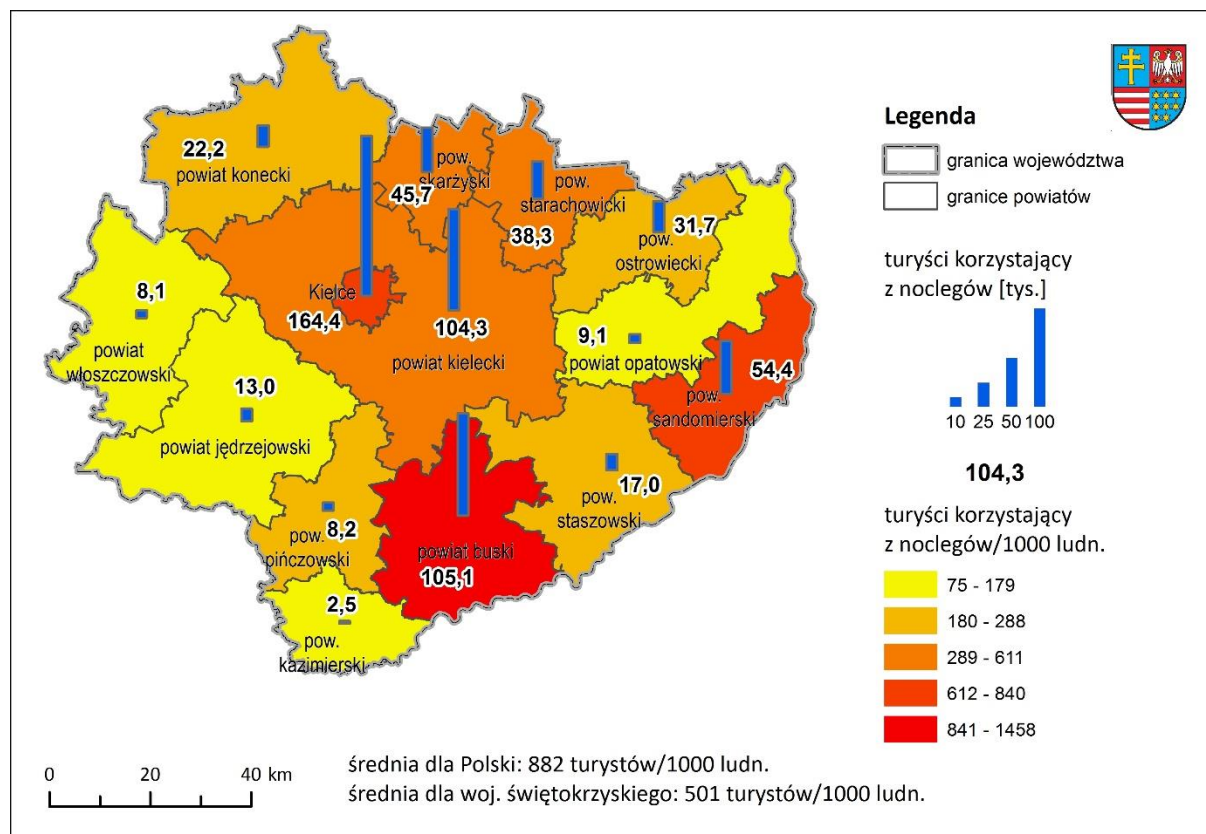 22,2
powiat konecki
pow.
skarżyski
45,7
pow.
starachowicki
38,3
31,7
pow.
ostrowiecki
8,1
powiat
włoszczowski
Kielce
164,4
104,3
powiat kielecki
9,1
powiat opatowski
54,4
pow.
sandomierski
13,0
powiat jędrzejowski
17,0
pow.
staszowski
8,2
pow.
pińczowski
powiat buski
105,1
2,5
pow.
kazimierski
Legenda
granica województwa
granice powiatów
turyści korzystający
z noclegów [tys.]
10 25 50 100
104,3
turyści korzystający
z noclegów/1000 ludn.
75 - 179
180 - 288
289 - 611
612 - 840
841 - 1458
0 20 40 km
średnia dla Polski: 882 turystów/1000 ludn.
średnia dla woj. świętokrzyskiego: 501 turystów/1000 ludn.